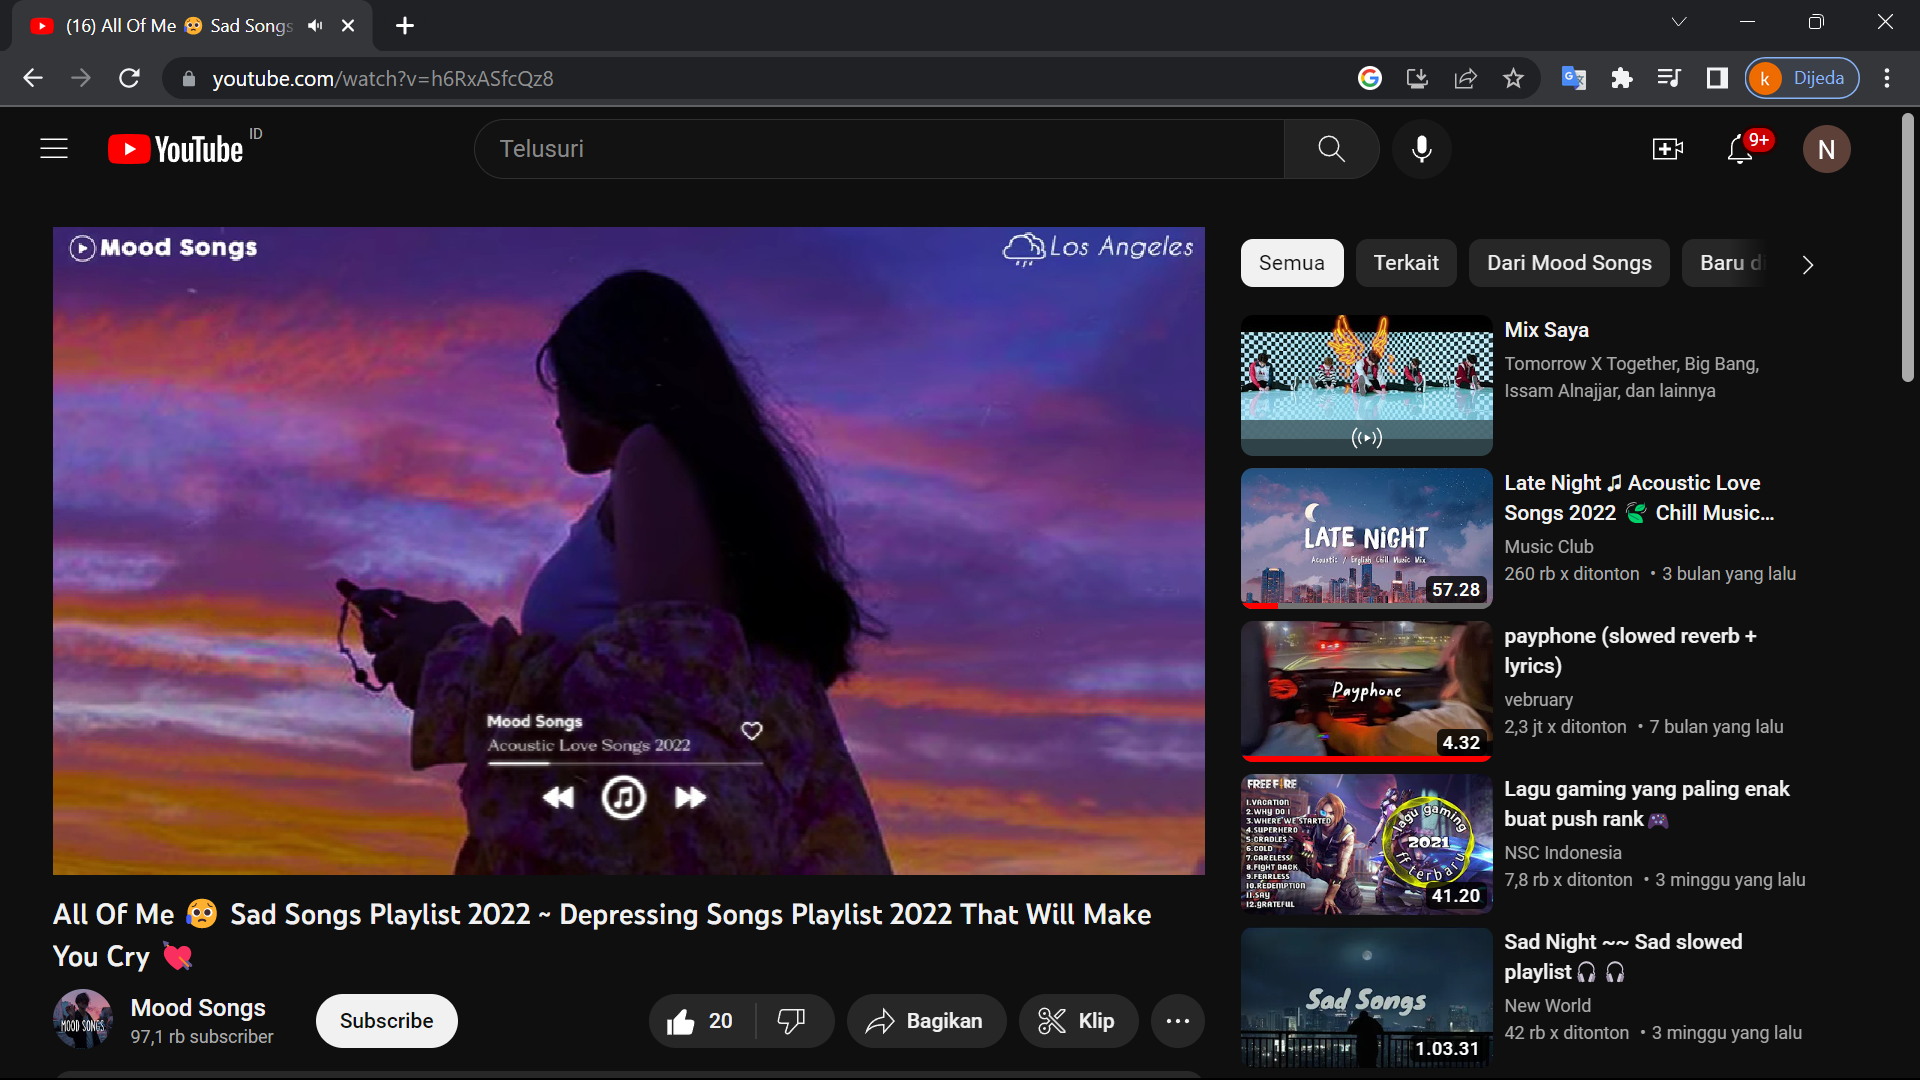 (16) All Of Me 😥 Sad Songs
youtube.com/watch?v=h6RxASfcQz8
k Dijeda
YouTube ID
Telusuri
9+
N
Mood Songs
Los Angeles
Mood Songs
Acoustic Love Songs 2022
All Of Me 😥 Sad Songs Playlist 2022 ~ Depressing Songs Playlist 2022 That Will Make
You Cry 💘
MOOD SONGS
Mood Songs
97,1 rb subscriber
Subscribe
20
Bagikan
Klip
Semua
Terkait
Dari Mood Songs
Baru di
Mix Saya
Tomorrow X Together, Big Bang,
Issam Alnajjar, dan lainnya
LATE NIGHT
Acoustic / English Chill Music Mix
57.28
Late Night ♫ Acoustic Love
Songs 2022 🍃 Chill Music...
Music Club
260 rb x ditonton • 3 bulan yang lalu
Payphone
4.32
payphone (slowed reverb +
lyrics)
vebruary
2,3 jt x ditonton • 7 bulan yang lalu
FREE FIRE
1.VACATION
2.WHY DO I
3.WHERE WE STARTED
4.SUPERHERO
5.CRADLES
6.COLD
7.CARELESS
8.FIGHT BACK
9.FEARLESS
10.REDEMPTION
11.SAY
12.GRATEFUL
lagu gaming
2021
ff terbaru
41.20
Lagu gaming yang paling enak
buat push rank🎮
NSC Indonesia
7,8 rb x ditonton • 3 minggu yang lalu
Sad Songs
1.03.31
Sad Night ~~ Sad slowed
playlist🎧 🎧
New World
42 rb x ditonton • 3 minggu yang lalu